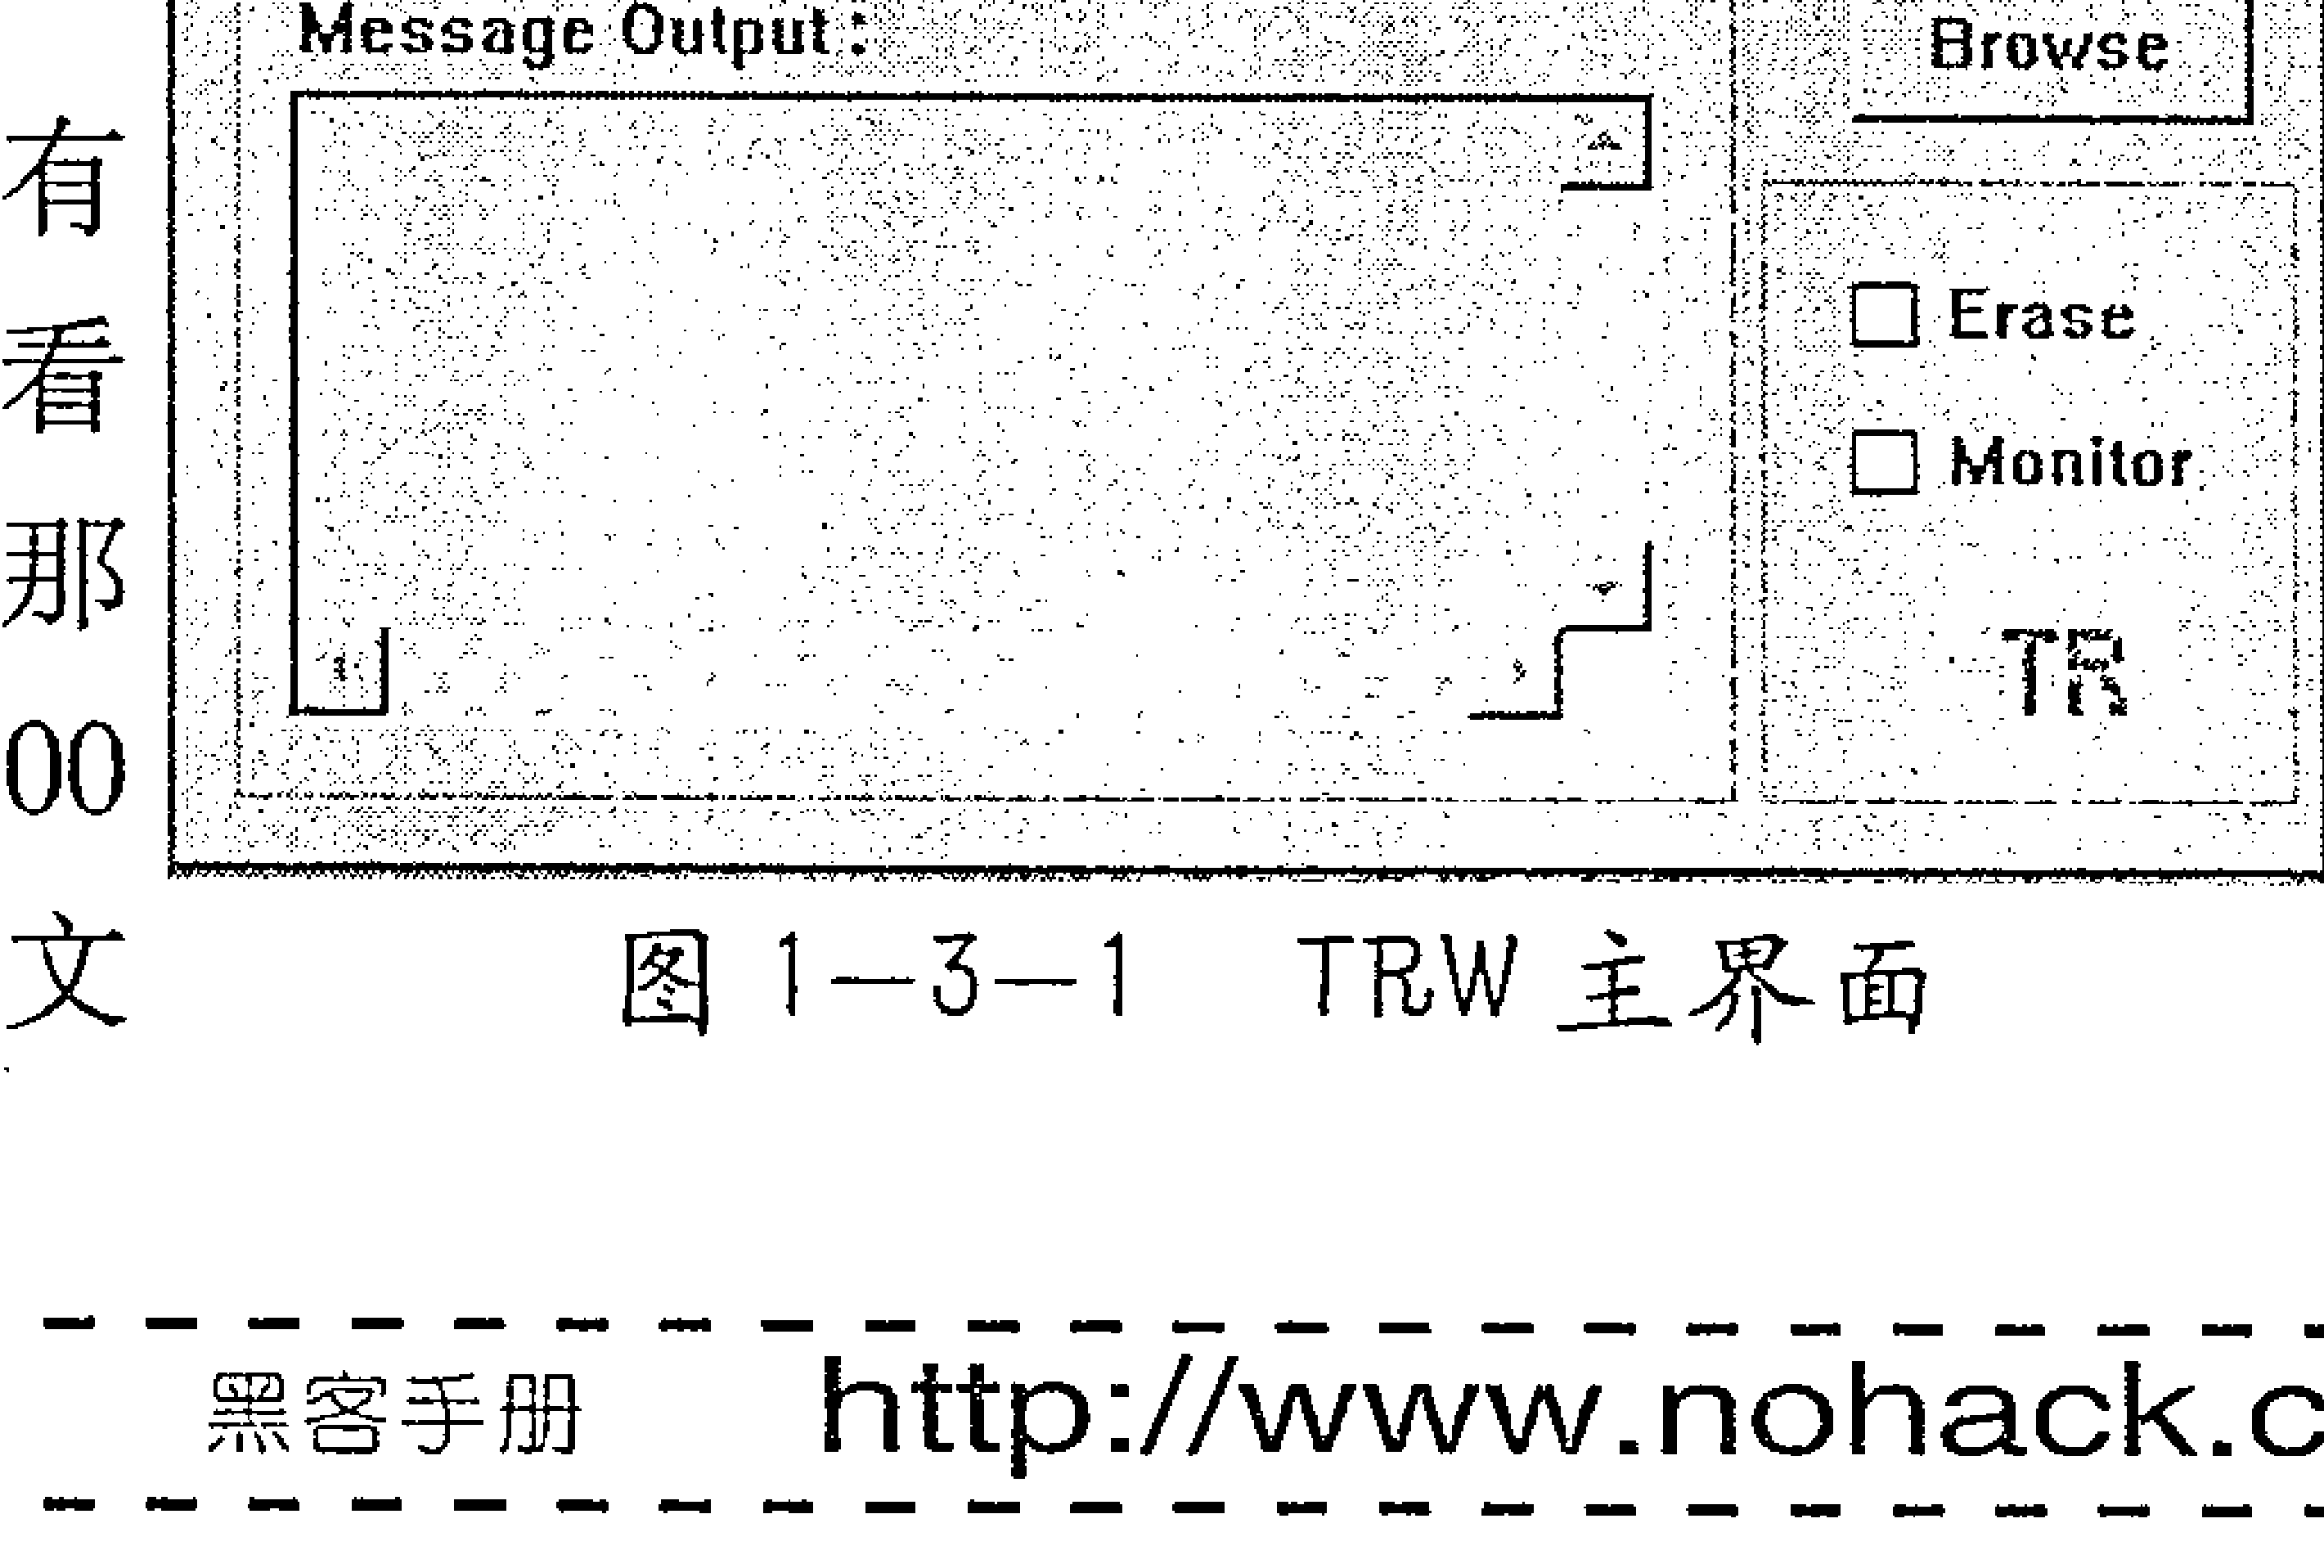 Message Output:
Browse
有
看
Erase
Monitor
那
TR
00
文
图 1-3-1 TRW 主界面
黑客手册 http://www.nohack.c